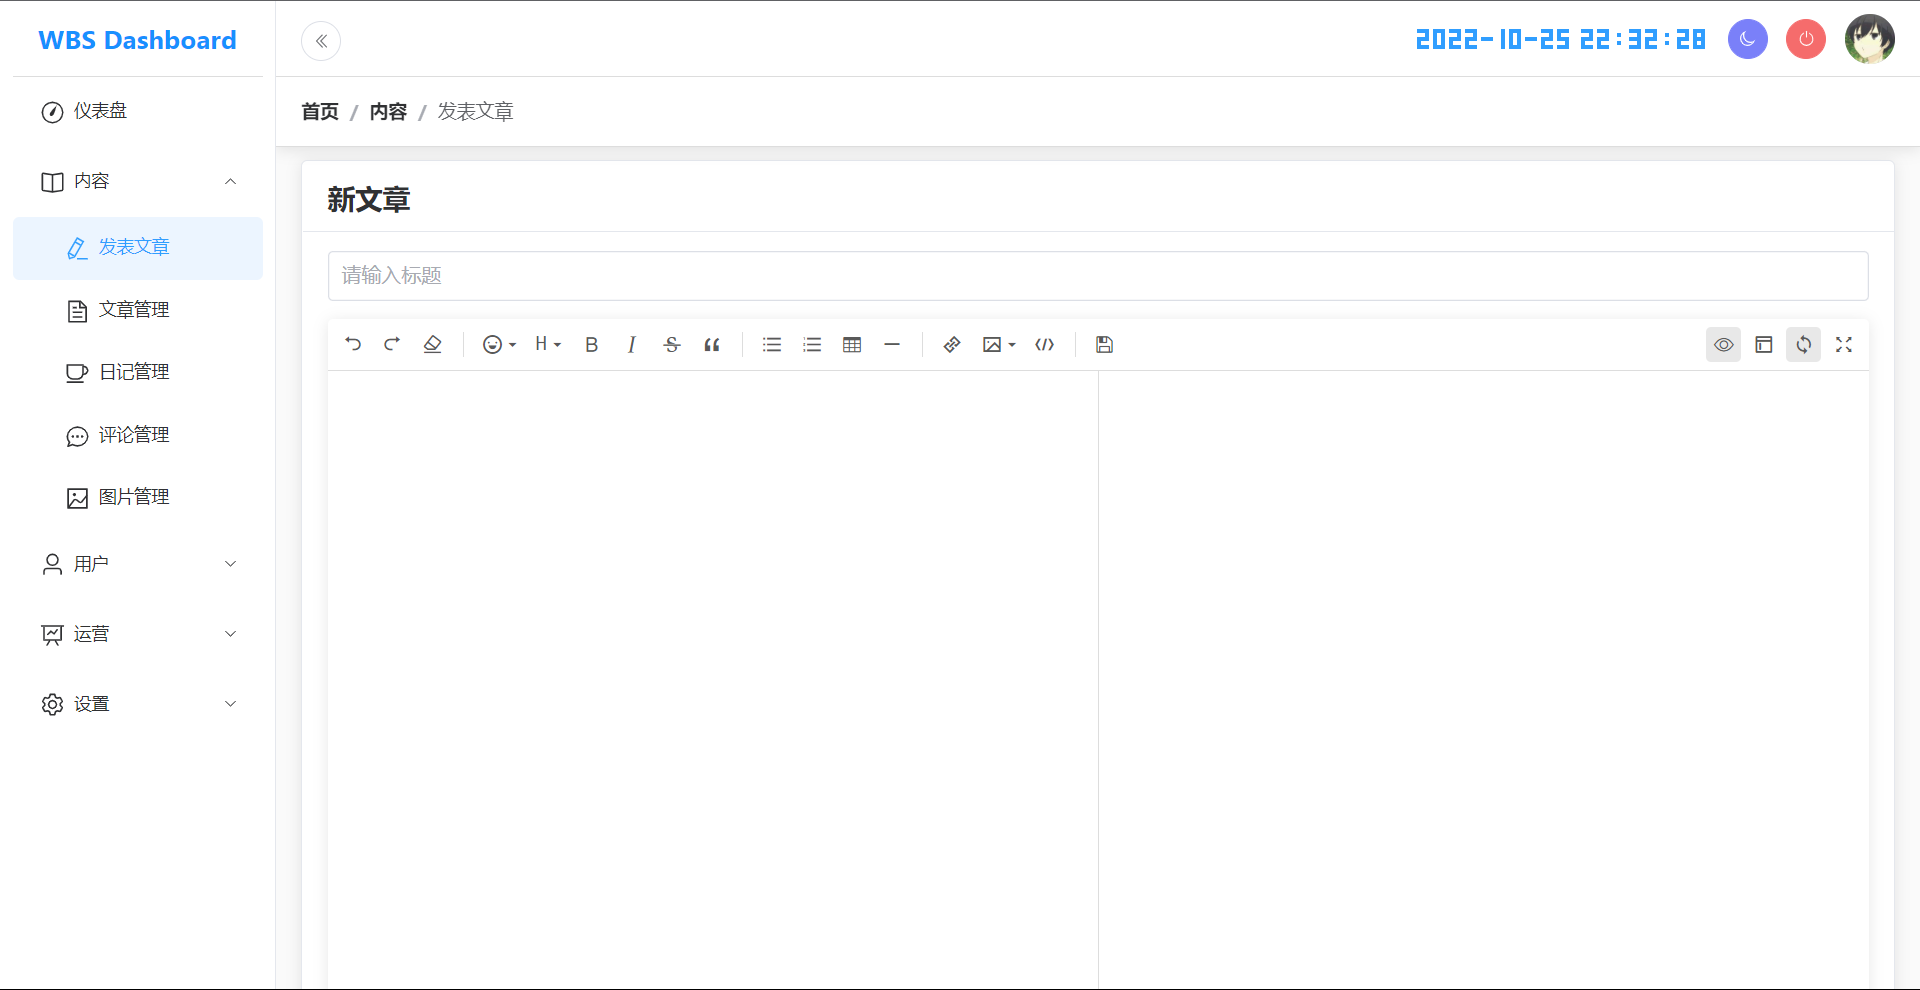 WBS Dashboard
2022-10-25 22:32:28
仪表盘
首页 / 内容 / 发表文章
内容
新文章
发表文章
请输入标题
文章管理
H B I S
日记管理
评论管理
图片管理
用户
运营
设置